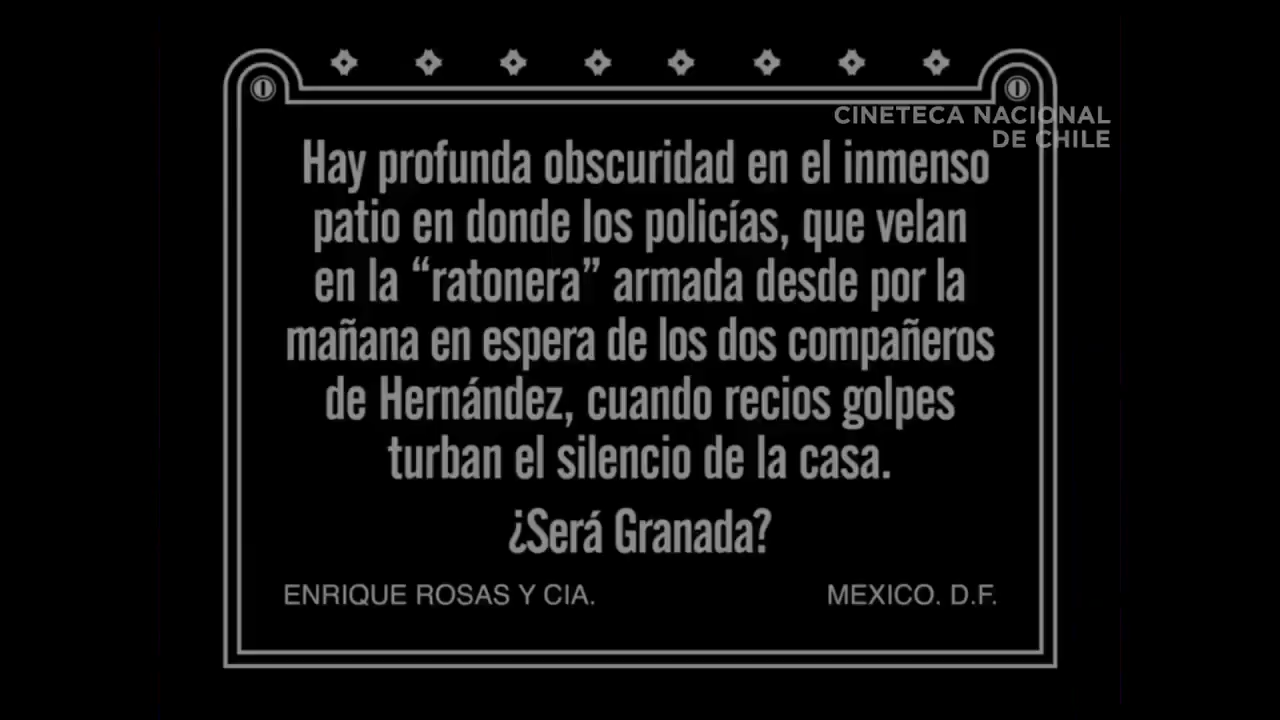 CINETECA NACIONAL
DE CHILE
Hay profunda obscuridad en el inmenso
patio en donde los policías, que velan
en la “ratonera” armada desde por la
mañana en espera de los dos compañeros
de Hernández, cuando recios golpes
turban el silencio de la casa.
¿Será Granada?
ENRIQUE ROSAS Y CIA. MEXICO. D.F.